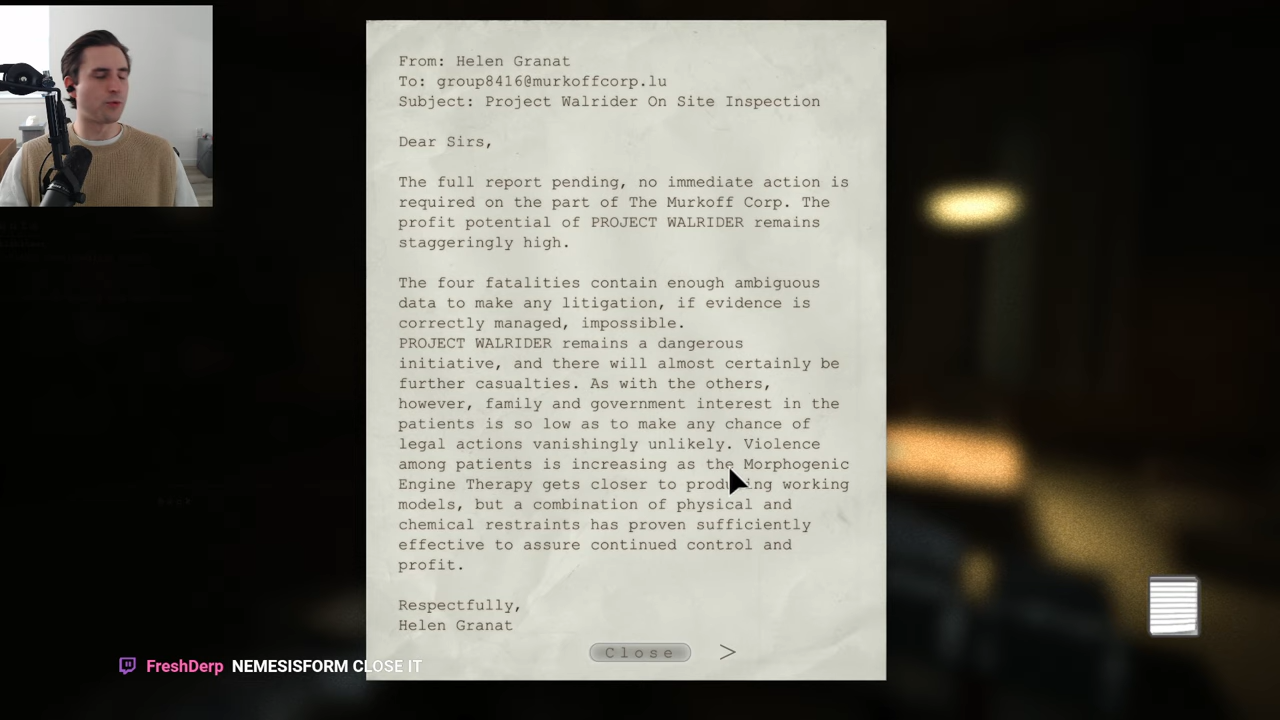 From: Helen Granat
To: group8416@murkoffcorp.lu
Subject: Project Walrider On Site Inspection
Dear Sirs,
The full report pending, no immediate action is
required on the part of The Murkoff Corp. The
profit potential of PROJECT WALRIDER remains
staggeringly high.
The four fatalities contain enough ambiguous
data to make any litigation, if evidence is
correctly managed, impossible.
PROJECT WALRIDER remains a dangerous
initiative, and there will almost certainly be
further casualties. As with the others,
however, family and government interest in the
patients is so low as to make any chance of
legal actions vanishingly unlikely. Violence
among patients is increasing as the Morphogenic
Engine Therapy gets closer to producing working
models, but a combination of physical and
chemical restraints has proven sufficiently
effective to assure continued control and
profit.
Respectfully,
Helen Granat
Close >
FreshDerp NEMESISFORM CLOSE IT